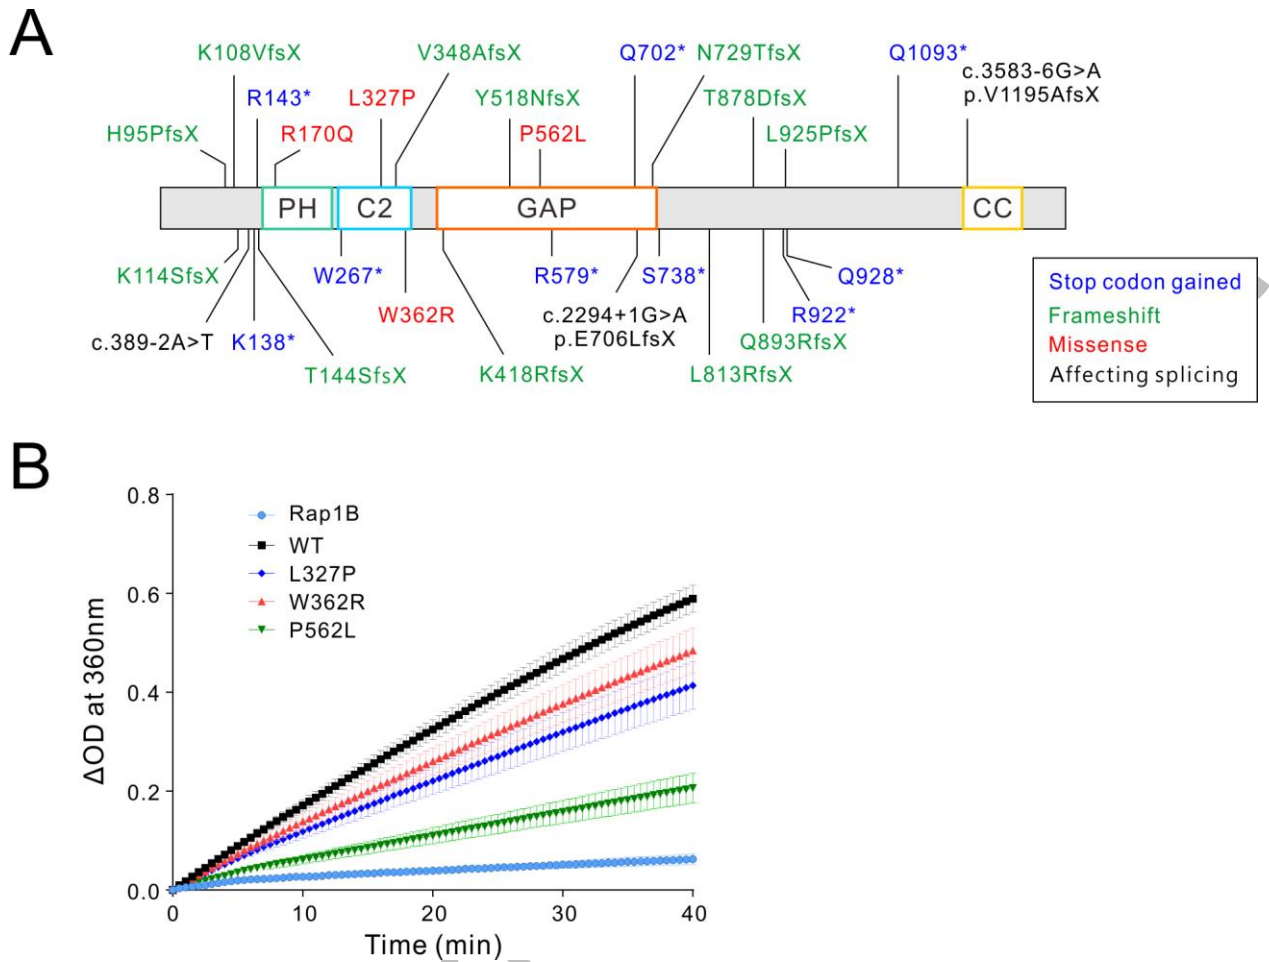 A
K108VfsX V348AfsX Q702* N729TfsX Q1093*
c.3583-6G>A
p.V1195AfsX
R143* L327P Y518NfsX T878DfsX
H95PfsX R170Q P562L L925PfsX
PH C2 GAP CC
K114SfsX W267* R579* S738* Q928*
W362R c.2294+1G>A R922*
c.389-2A>T K138* p.E706LfsX Q893RfsX
T144SfsX K418RfsX L813RfsX
Stop codon gained
Frameshift
Missense
Affecting splicing
B
Rap1B
WT
L327P
W362R
P562L
ΔOD at 360nm
0.8
0.6
0.4
0.2
0.0
0 10 20 30 40
Time (min)